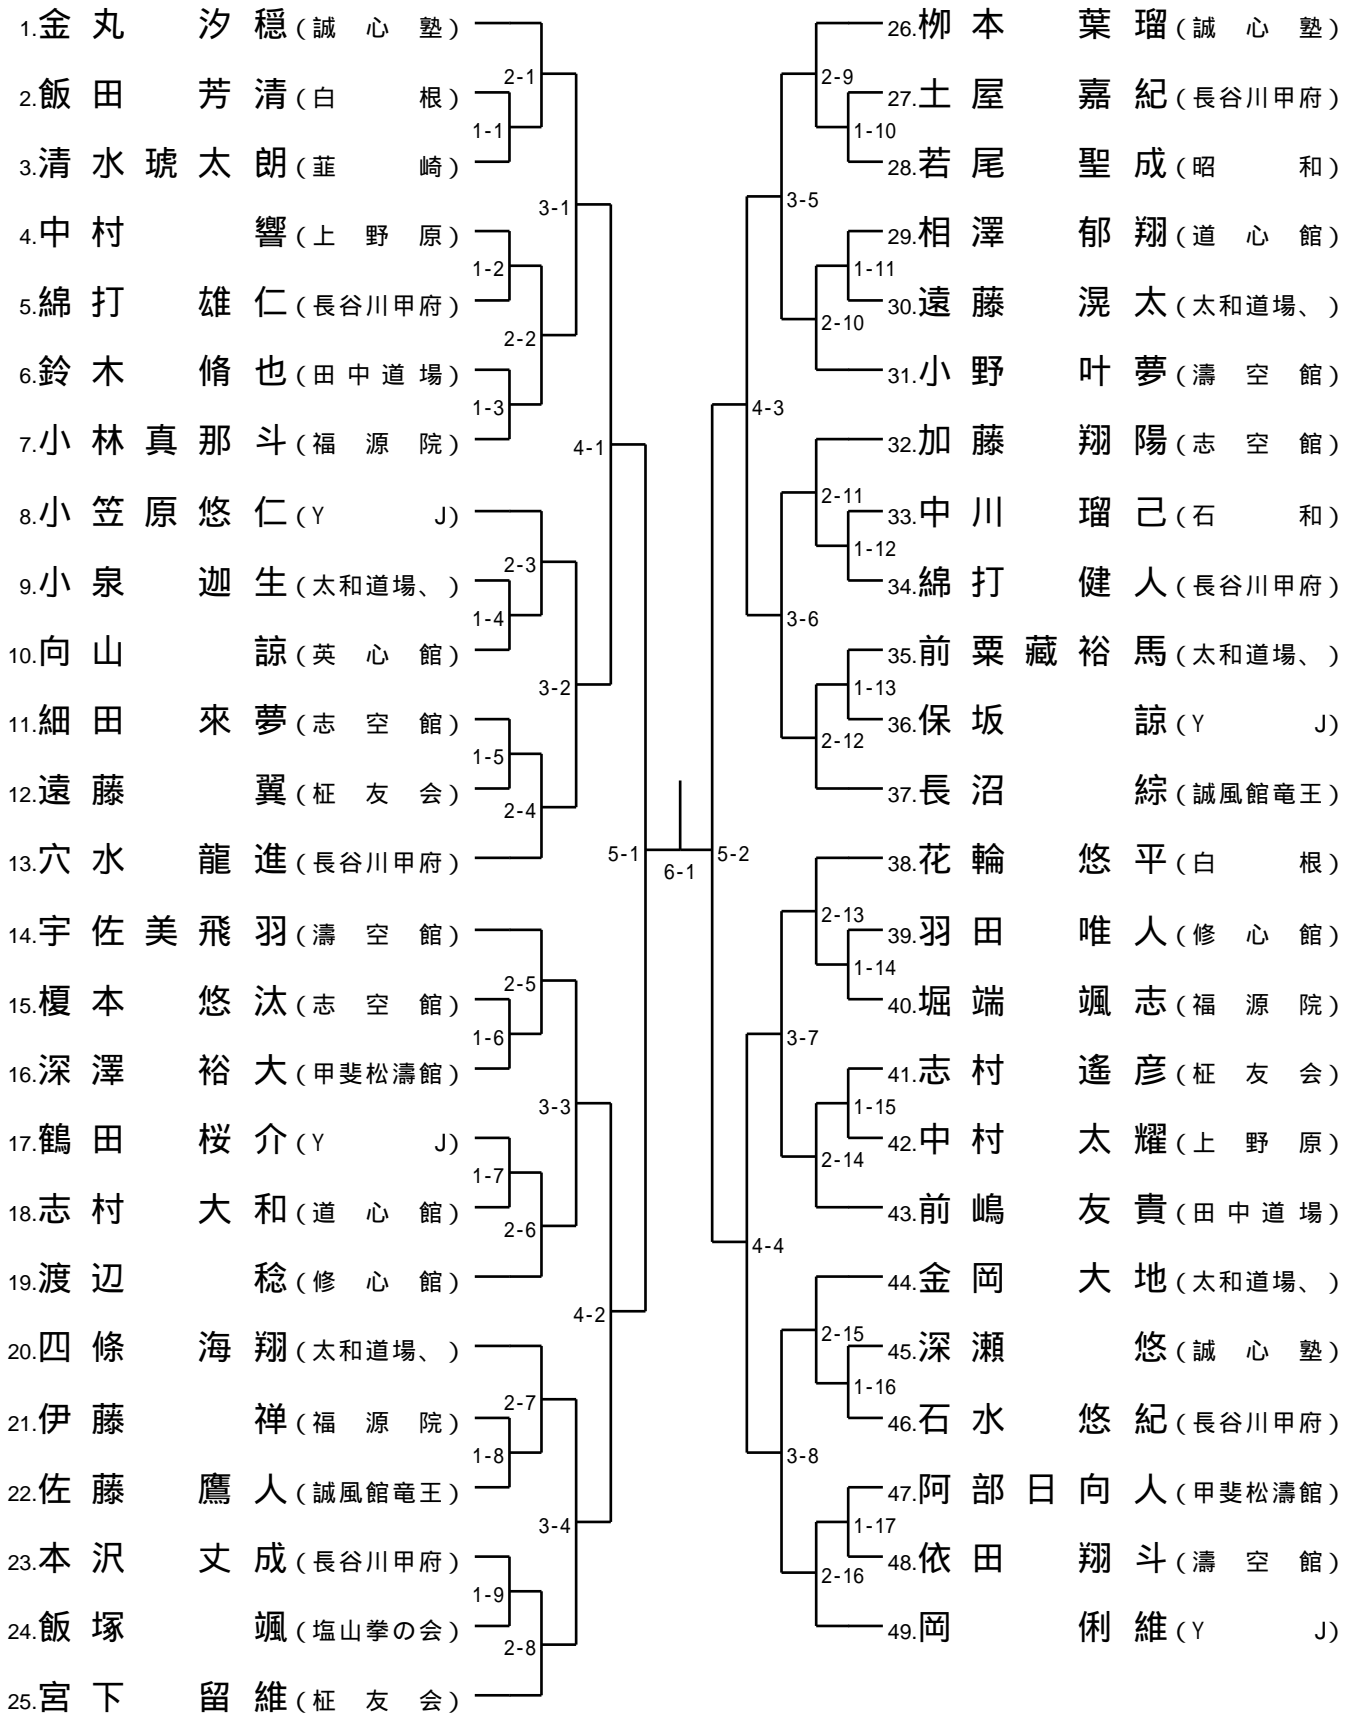 1.金丸 汐穏(誠心塾)
2.飯田 芳清(白根)
3.清水琥太朗(韮崎)
4.中村 響(上野原)
5.綿打 雄仁(長谷川甲府)
6.鈴木 脩也(田中道場)
7.小林真那斗(福源院)
8.小笠原悠仁(YJ)
9.小泉 迦生(太和道場、)
10.向山 諒(英心館)
11.細田 來夢(志空館)
12.遠藤 翼(柾友会)
13.穴水 龍進(長谷川甲府)
14.宇佐美飛羽(濤空館)
15.榎本 悠汰(志空館)
16.深澤 裕大(甲斐松濤館)
17.鶴田 桜介(YJ)
18.志村 大和(道心館)
19.渡辺 稔(修心館)
20.四條 海翔(太和道場、)
21.伊藤 禅(福源院)
22.佐藤 鷹人(誠風館竜王)
23.本沢 丈成(長谷川甲府)
24.飯塚 颯(塩山拳の会)
25.宮下 留維(柾友会)
1-1
1-2
1-3
1-4
1-5
1-6
1-7
1-8
1-9
2-1
2-2
2-3
2-4
2-5
2-6
2-7
2-8
3-1
3-2
3-3
3-4
4-1
4-2
5-1
6-1
5-2
4-3
4-4
3-5
3-6
3-7
3-8
2-9
2-10
2-11
2-12
2-13
2-14
2-15
2-16
1-10
1-11
1-12
1-13
1-14
1-15
1-16
1-17
26.栁本 葉瑠(誠心塾)
27.土屋 嘉紀(長谷川甲府)
28.若尾 聖成(昭和)
29.相澤 郁翔(道心館)
30.遠藤 滉太(太和道場、)
31.小野 叶夢(濤空館)
32.加藤 翔陽(志空館)
33.中川 瑠己(石和)
34.綿打 健人(長谷川甲府)
35.前粟藏裕馬(太和道場、)
36.保坂 諒(YJ)
37.長沼 綜(誠風館竜王)
38.花輪 悠平(白根)
39.羽田 唯人(修心館)
40.堀端 颯志(福源院)
41.志村 遙彦(柾友会)
42.中村 太耀(上野原)
43.前嶋 友貴(田中道場)
44.金岡 大地(太和道場、)
45.深瀬 悠(誠心塾)
46.石水 悠紀(長谷川甲府)
47.阿部日向人(甲斐松濤館)
48.依田 翔斗(濤空館)
49.岡 俐維(YJ)